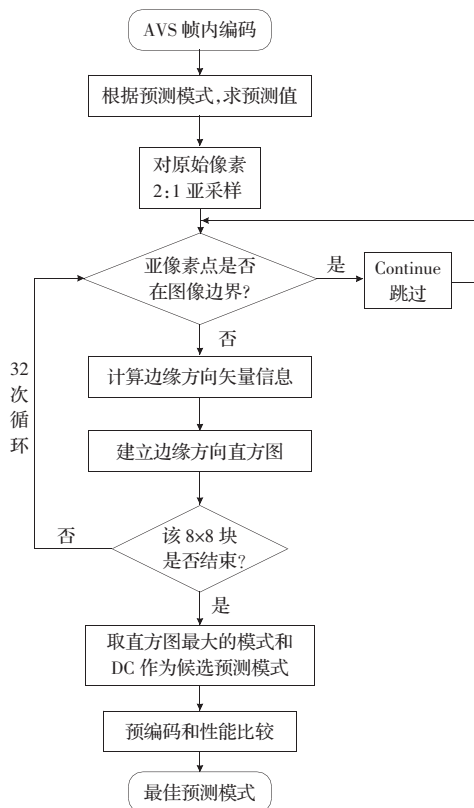 AVS 帧内编码
根据预测模式,求预测值
对原始像素
2:1 亚采样
亚像素点是否
在图像边界?
是
Continue
跳过
否
计算边缘方向矢量信息
32
次
循
环
建立边缘方向直方图
该 8×8 块
是否结束?
否
是
取直方图最大的模式和
DC 作为候选预测模式
预编码和性能比较
最佳预测模式